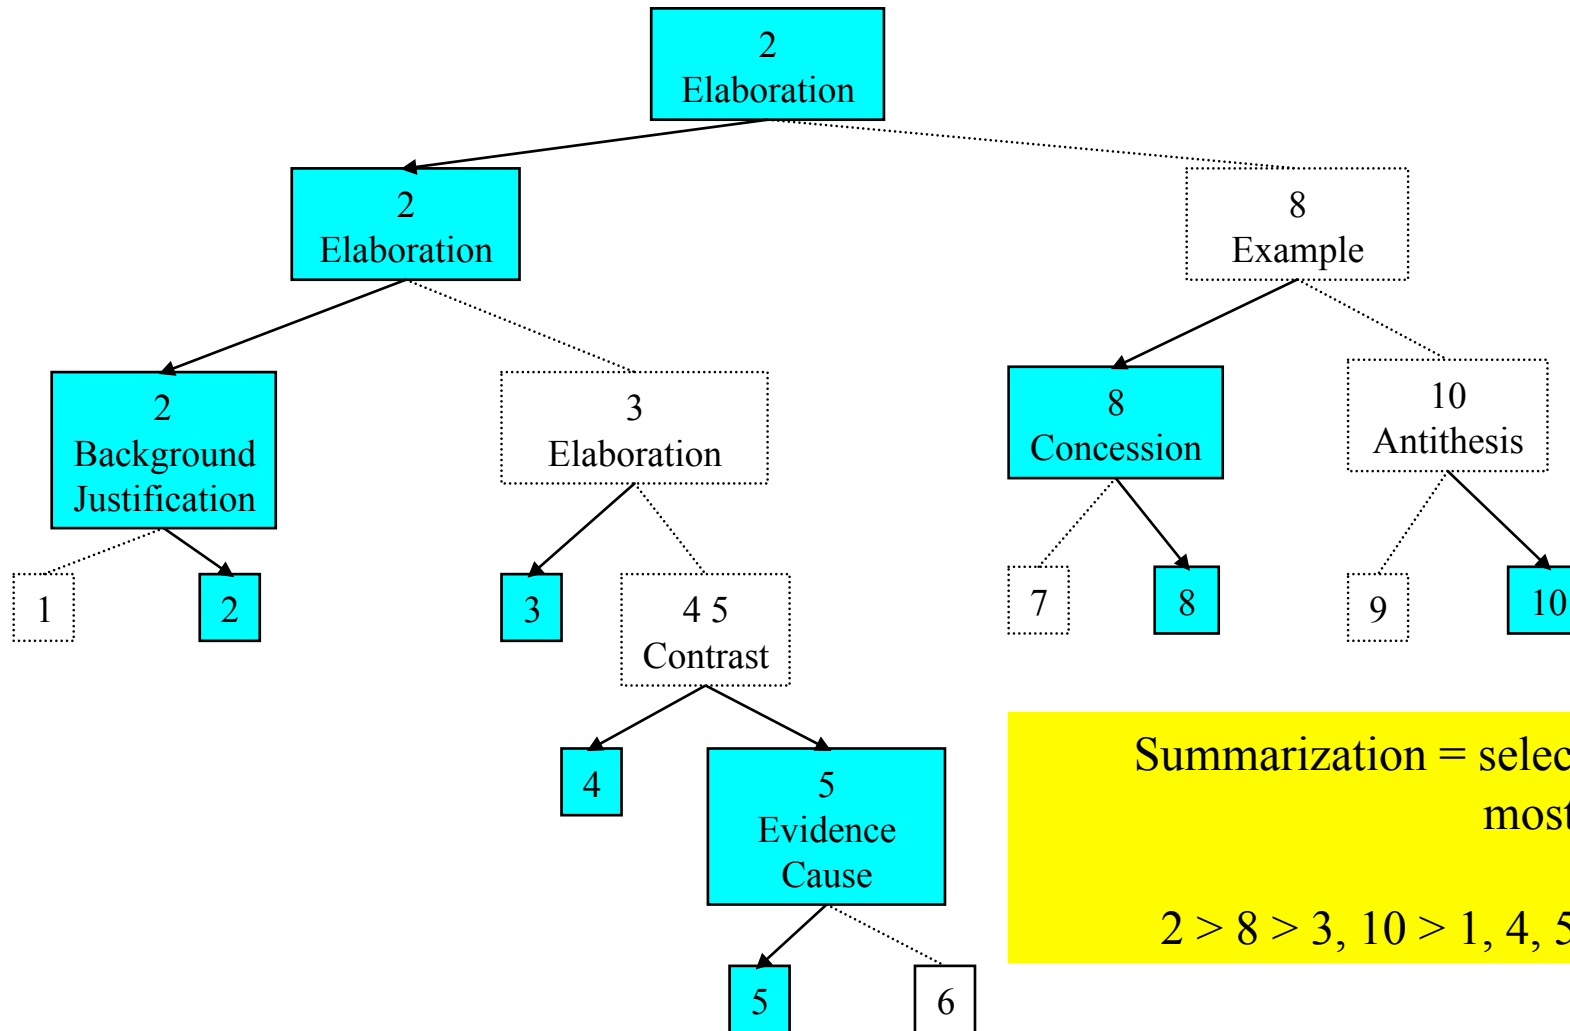 2
Elaboration
2
Elaboration
8
Example
2
Background
Justification
3
Elaboration
8
Concession
10
Antithesis
1
2
3
4 5
Contrast
7
8
9
10
4
5
Evidence
Cause
5
6
Summarization = selec
most
2 > 8 > 3, 10 > 1, 4, 5